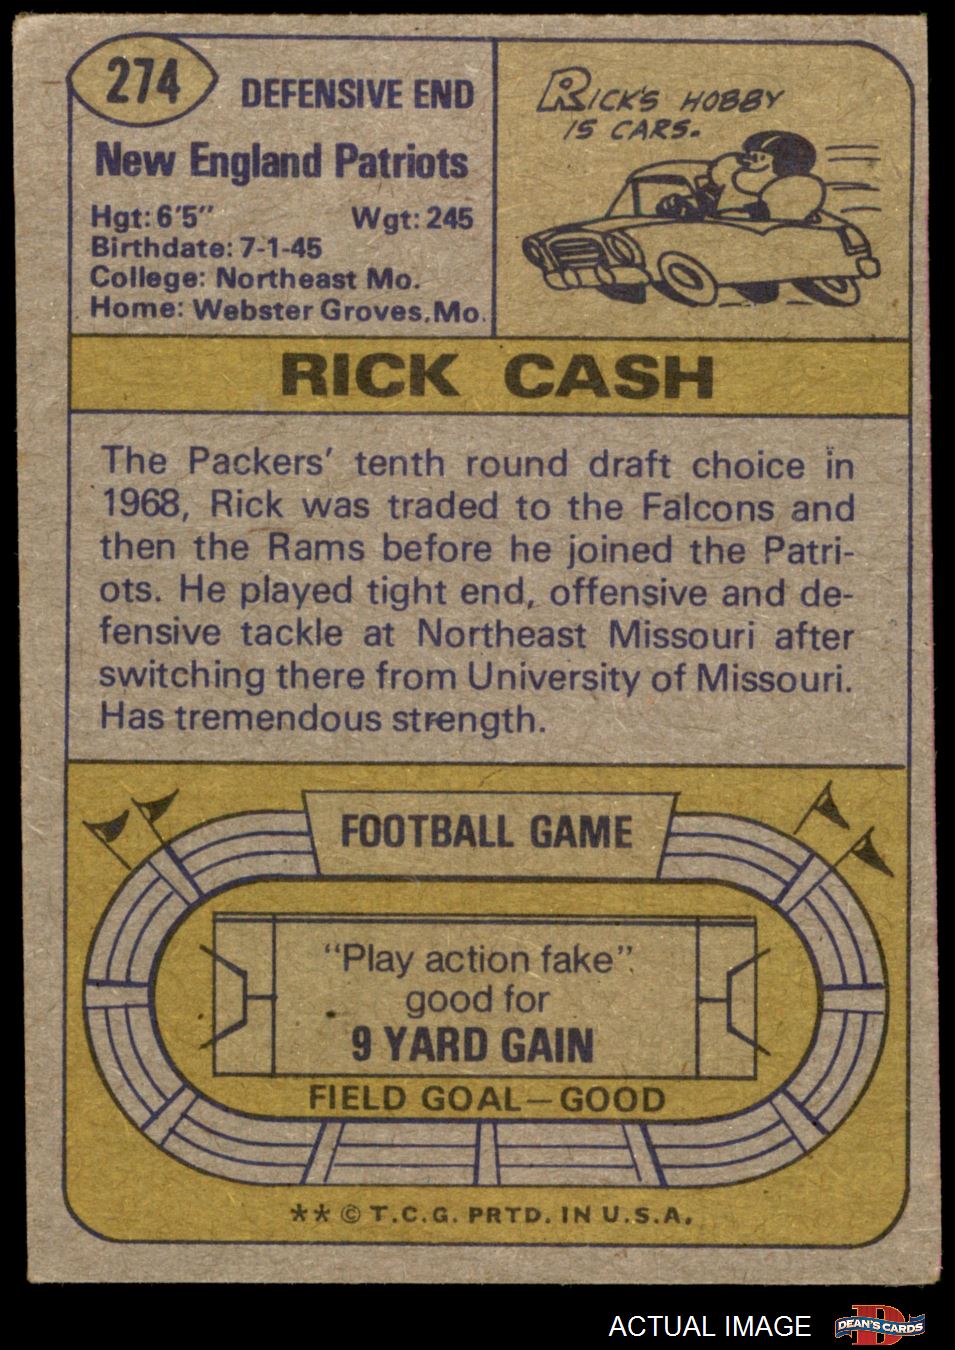 274
DEFENSIVE END
New England Patriots
Hgt: 6'5" Wgt: 245
Birthdate: 7-1-45
College: Northeast Mo.
Home: Webster Groves, Mo.
RICK'S HOBBY
IS CARS.
RICK CASH
The Packers' tenth round draft choice in
1968, Rick was traded to the Falcons and
then the Rams before he joined the Patri-
ots. He played tight end, offensive and de-
fensive tackle at Northeast Missouri after
switching there from University of Missouri.
Has tremendous strength.
FOOTBALL GAME
"Play action fake"
good for
9 YARD GAIN
FIELD GOAL—GOOD
** © T.C.G. PRTD. IN U.S.A.
ACTUAL IMAGE
D
DEAN'S CARDS